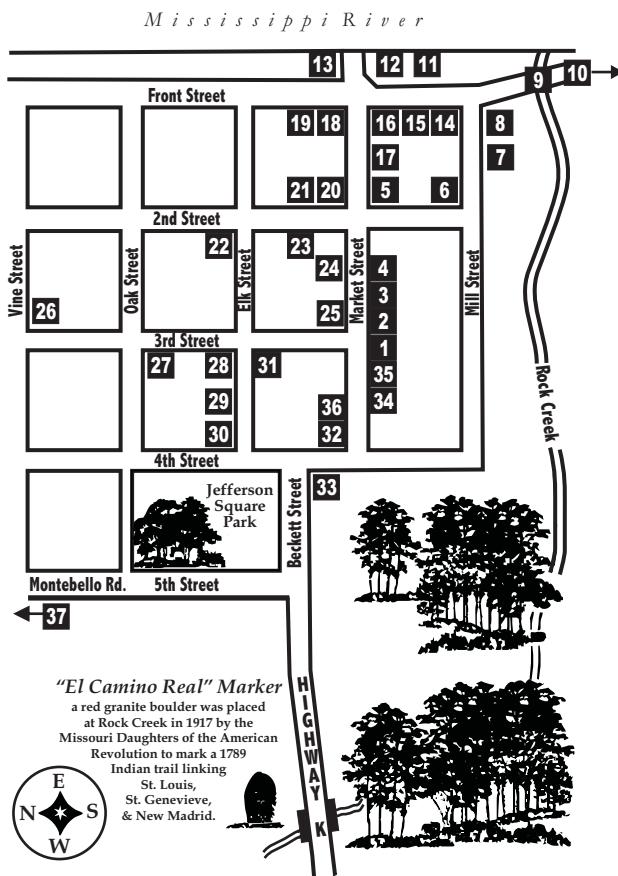 Mississippi River
13
12
11
9
10
Front Street
19
18
16
15
14
8
17
7
21
20
5
6
2nd Street
22
23
24
4
Vine Street
Oak Street
Elk Street
Market Street
Mill Street
26
25
3
2
3rd Street
1
27
28
31
35
29
36
34
30
32
Rock Creek
4th Street
Jefferson
Square
Park
33
Beckett Street
Montebello Rd.
5th Street
37
"El Camino Real" Marker
a red granite boulder was placed
at Rock Creek in 1917 by the
Missouri Daughters of the American
Revolution to mark a 1789
Indian trail linking
St. Louis,
St. Genevieve,
& New Madrid.
HIGHWAY K
E
N
S
W